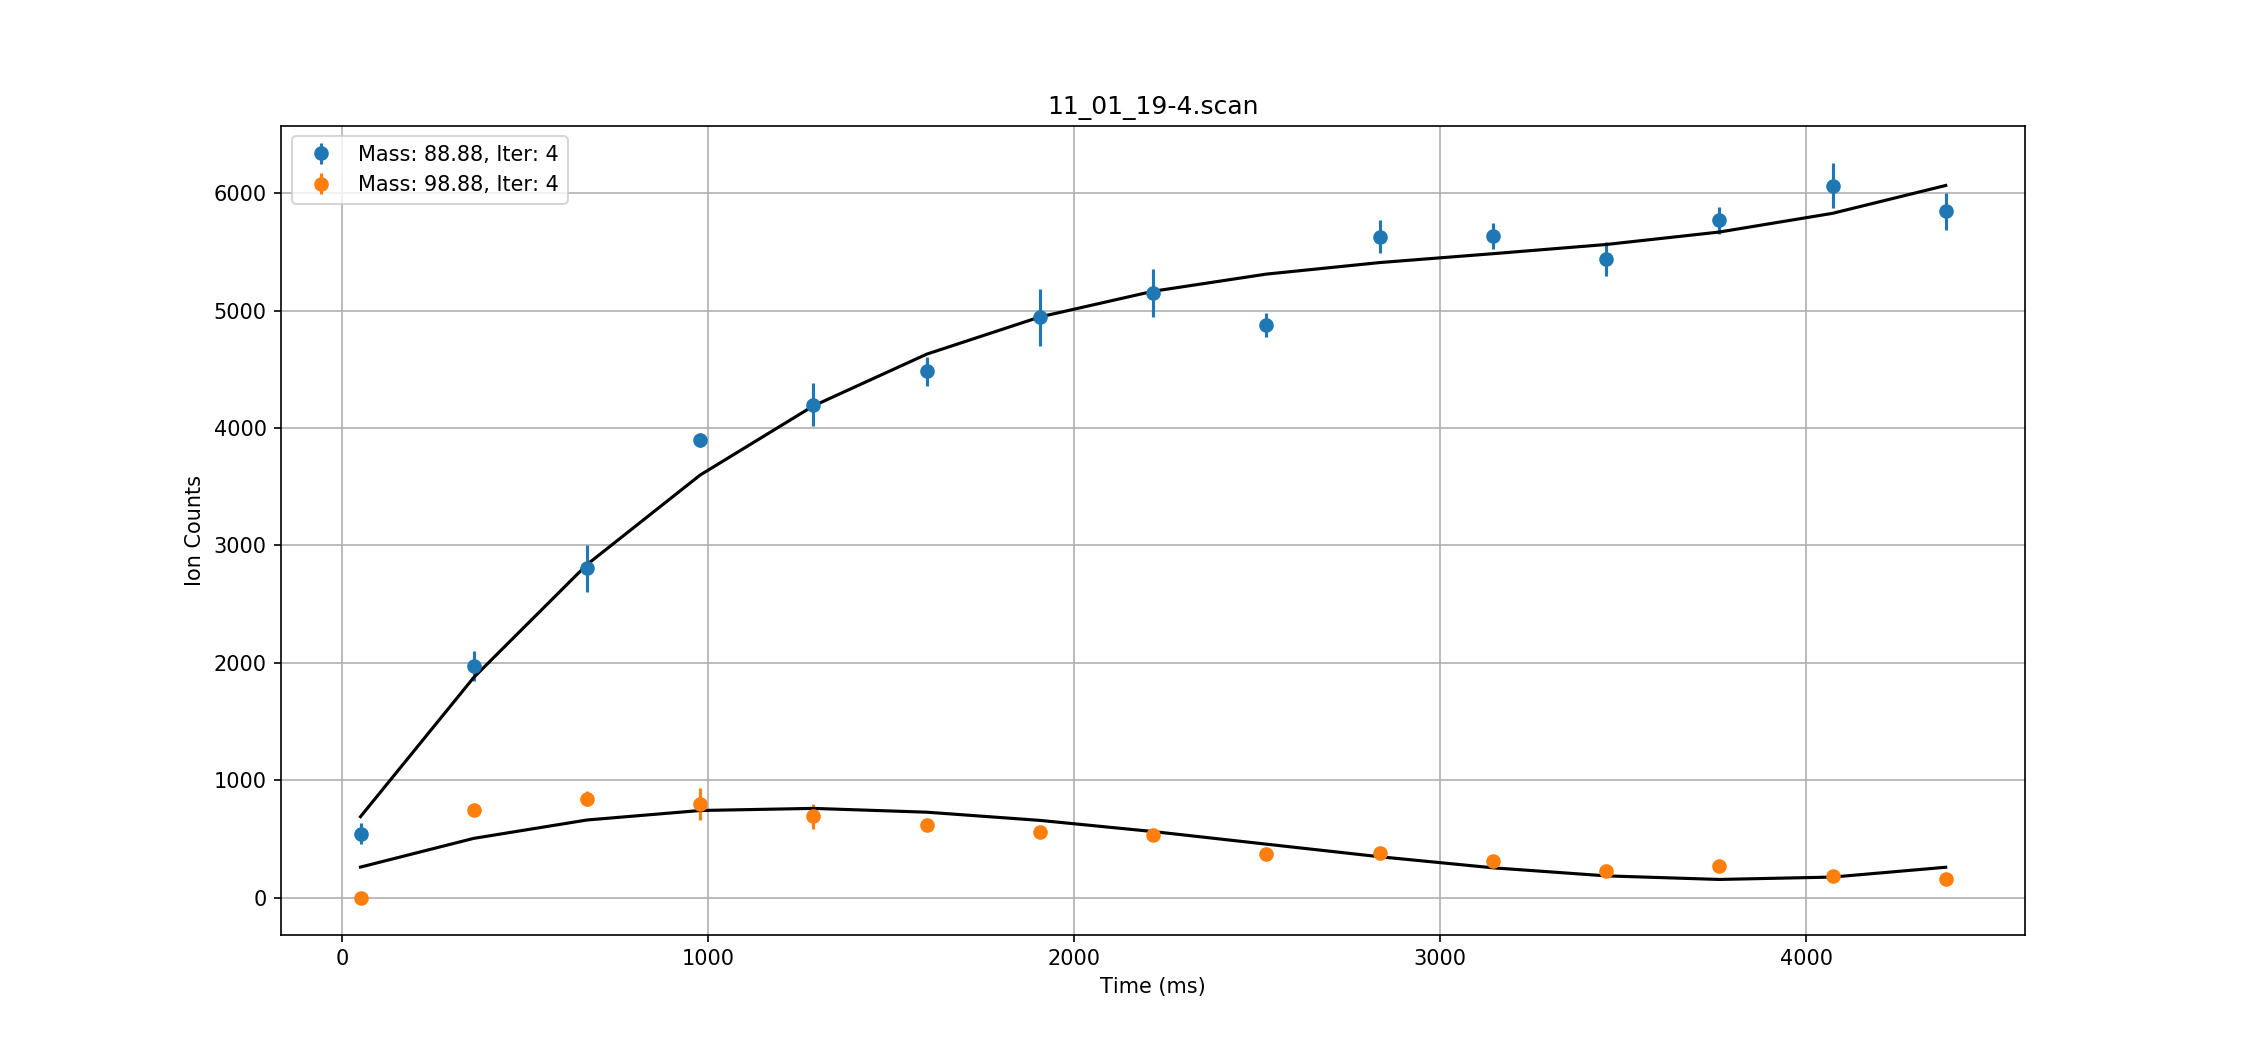 11_01_19-4.scan
Mass: 88.88, Iter: 4
Mass: 98.88, Iter: 4
6000
5000
4000
3000
2000
1000
0
Ion Counts
0 1000 2000 3000 4000
Time (ms)